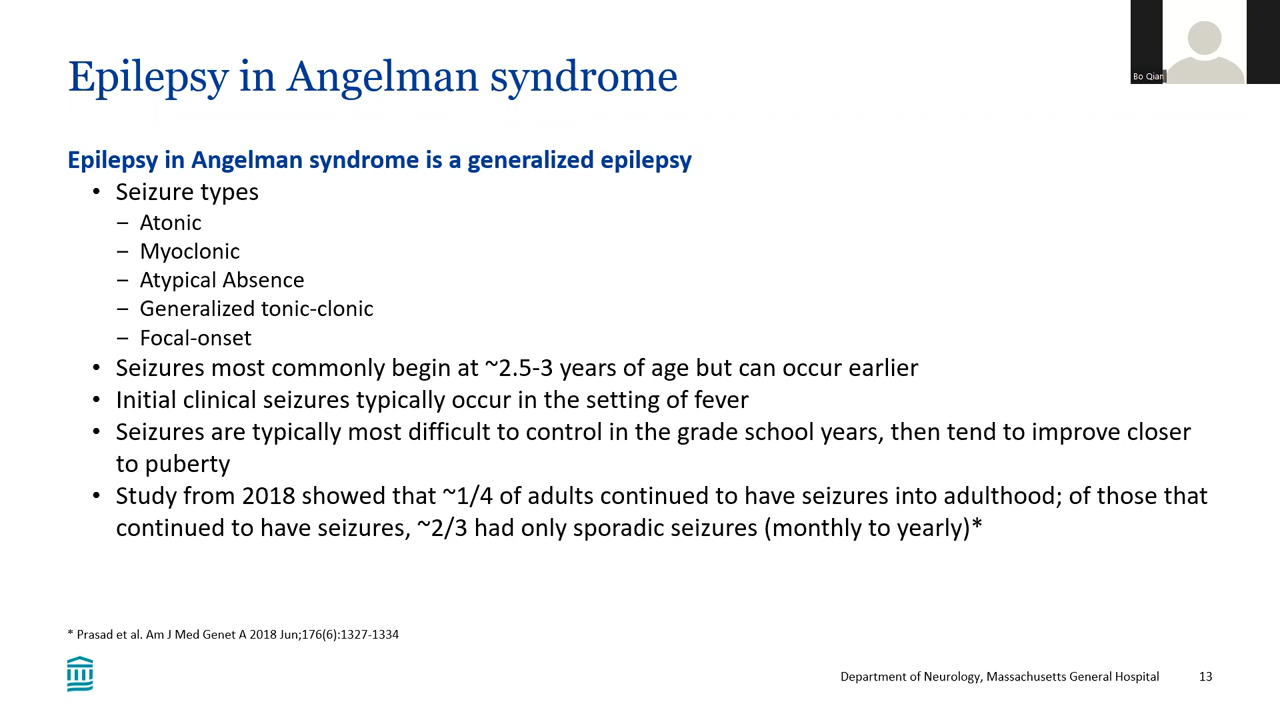 Epilepsy in Angelman syndrome
Bo Qian
Epilepsy in Angelman syndrome is a generalized epilepsy
• Seizure types
– Atonic
– Myoclonic
– Atypical Absence
– Generalized tonic-clonic
– Focal-onset
• Seizures most commonly begin at ~2.5-3 years of age but can occur earlier
• Initial clinical seizures typically occur in the setting of fever
• Seizures are typically most difficult to control in the grade school years, then tend to improve closer
to puberty
• Study from 2018 showed that ~1/4 of adults continued to have seizures into adulthood; of those that
continued to have seizures, ~2/3 had only sporadic seizures (monthly to yearly)*
* Prasad et al. Am J Med Genet A 2018 Jun;176(6):1327-1334
Department of Neurology, Massachusetts General Hospital 13